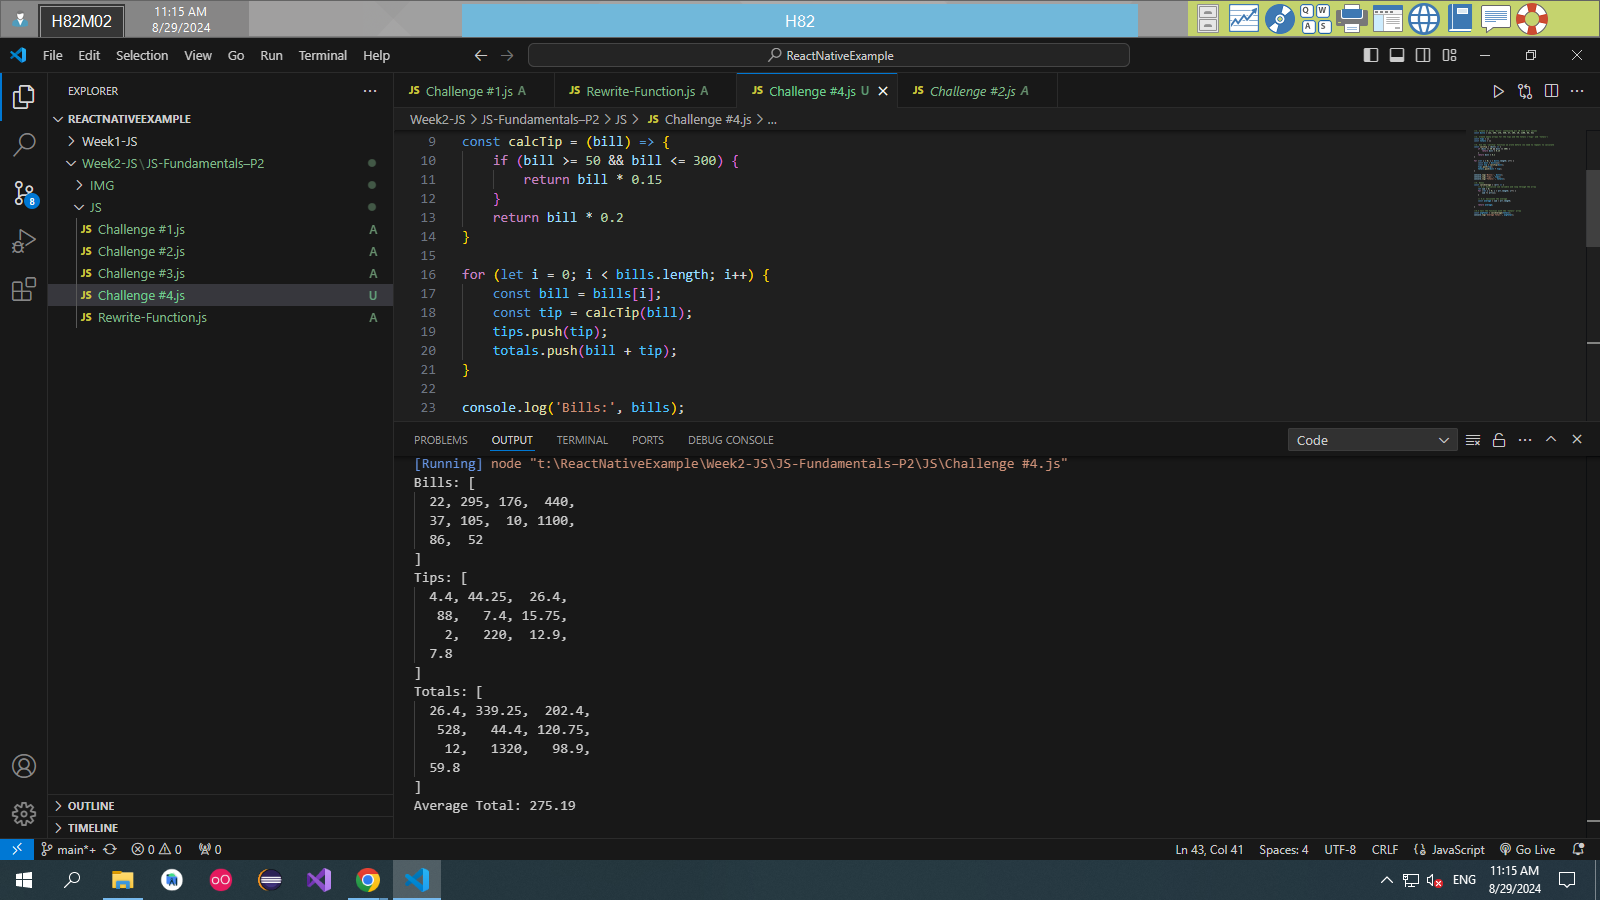 H82M02
11:15 AM
8/29/2024
H82
Q W
A S
File Edit Selection View Go Run Terminal Help
ReactNativeExample
EXPLORER
REACTNATIVEEXAMPLE
Week1-JS
Week2-JS \ JS-Fundamentals–P2
IMG
JS
JS Challenge #1.js A
JS Challenge #2.js A
JS Challenge #3.js A
JS Challenge #4.js U
JS Rewrite-Function.js A
8
OUTLINE
TIMELINE
JS Challenge #1.js A
JS Rewrite-Function.js A
JS Challenge #4.js U
JS Challenge #2.js A
Week2-JS > JS-Fundamentals–P2 > JS > JS Challenge #4.js > ...
9 const calcTip = (bill) => {
10 if (bill >= 50 && bill <= 300) {
11 return bill * 0.15
12 }
13 return bill * 0.2
14 }
15
16 for (let i = 0; i < bills.length; i++) {
17 const bill = bills[i];
18 const tip = calcTip(bill);
19 tips.push(tip);
20 totals.push(bill + tip);
21 }
22
23 console.log('Bills:', bills);
PROBLEMS OUTPUT TERMINAL PORTS DEBUG CONSOLE
Code
[Running] node "t:\ReactNativeExample\Week2-JS\JS-Fundamentals–P2\JS\Challenge #4.js"
Bills: [
22, 295, 176, 440,
37, 105, 10, 1100,
86, 52
]
Tips: [
4.4, 44.25, 26.4,
88, 7.4, 15.75,
2, 220, 12.9,
7.8
]
Totals: [
26.4, 339.25, 202.4,
528, 44.4, 120.75,
12, 1320, 98.9,
59.8
]
Average Total: 275.19
main*+ 0 0 0
Ln 43, Col 41 Spaces: 4 UTF-8 CRLF {} JavaScript Go Live
ENG
11:15 AM
8/29/2024